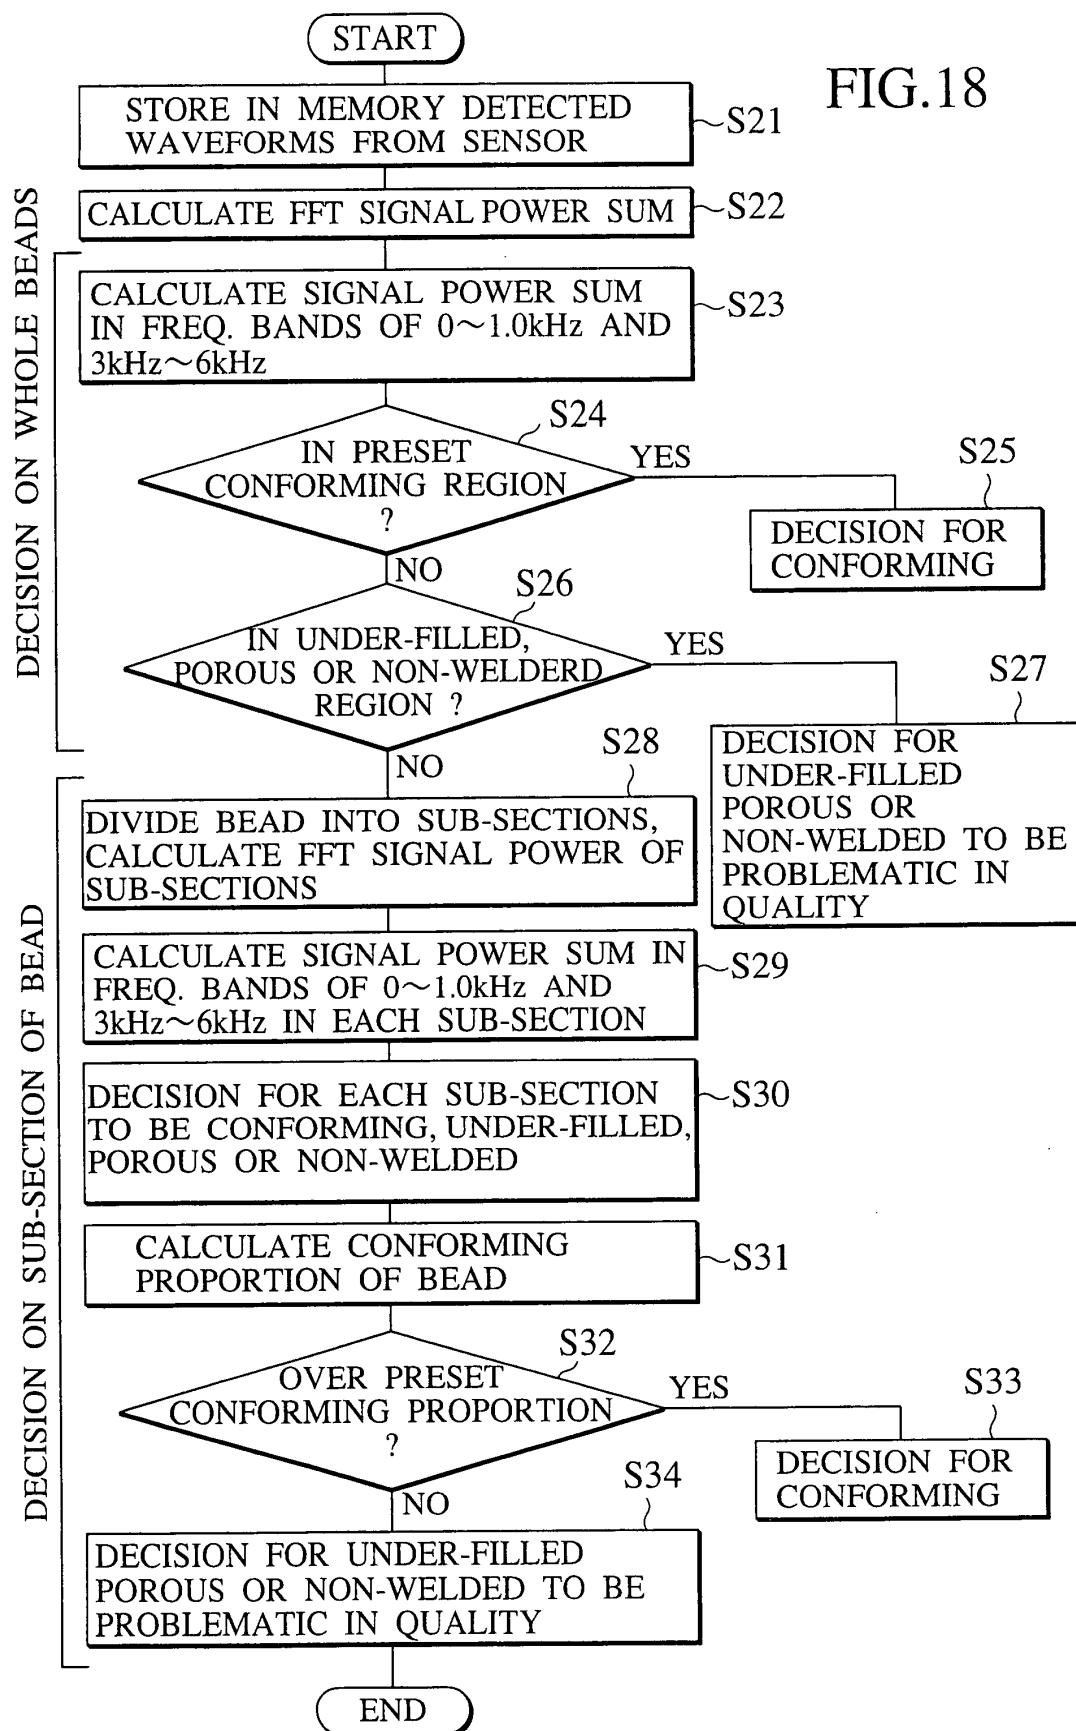 START
FIG.18
STORE IN MEMORY DETECTED
WAVEFORMS FROM SENSOR
S21
CALCULATE FFT SIGNAL POWER SUM
S22
DECISION ON WHOLE BEADS
CALCULATE SIGNAL POWER SUM
IN FREQ. BANDS OF 0~1.0kHz AND
3kHz~6kHz
S23
S24
IN PRESET
CONFORMING REGION
?
YES
S25
DECISION FOR
CONFORMING
NO
S26
IN UNDER-FILLED,
POROUS OR NON-WELDERD
REGION ?
YES
S27
DECISION FOR
UNDER-FILLED
POROUS OR
NON-WELDED TO BE
PROBLEMATIC IN
QUALITY
NO
S28
DECISION ON SUB-SECTION OF BEAD
DIVIDE BEAD INTO SUB-SECTIONS,
CALCULATE FFT SIGNAL POWER OF
SUB-SECTIONS
CALCULATE SIGNAL POWER SUM IN
FREQ. BANDS OF 0~1.0kHz AND
3kHz~6kHz IN EACH SUB-SECTION
S29
DECISION FOR EACH SUB-SECTION
TO BE CONFORMING, UNDER-FILLED,
POROUS OR NON-WELDED
S30
CALCULATE CONFORMING
PROPORTION OF BEAD
S31
S32
OVER PRESET
CONFORMING PROPORTION
?
YES
S33
DECISION FOR
CONFORMING
NO
S34
DECISION FOR UNDER-FILLED
POROUS OR NON-WELDED TO BE
PROBLEMATIC IN QUALITY
END